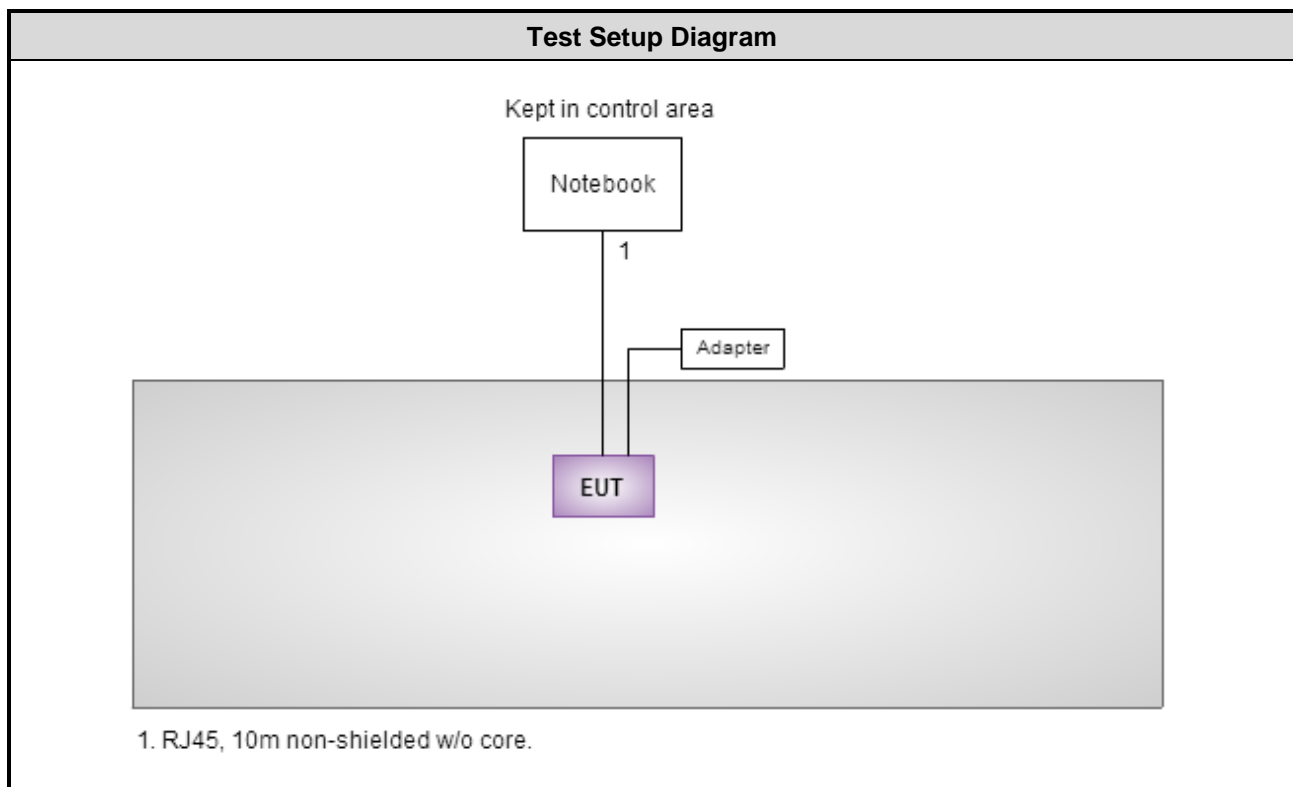 Test Setup Diagram
Kept in control area
Notebook
1
Adapter
EUT
1. RJ45, 10m non-shielded w/o core.